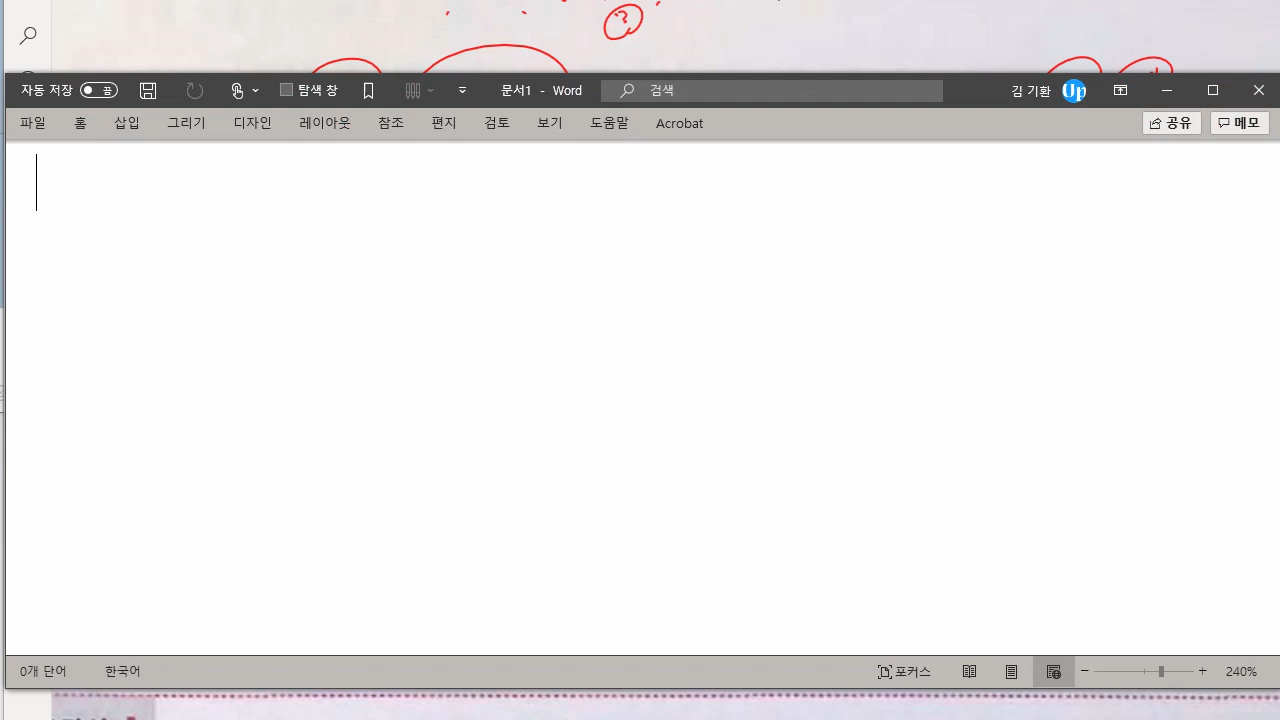 ?
자동 저장 끔 탐색 창 문서1 - Word 검색 김 기환 Up
파일 홈 삽입 그리기 디자인 레이아웃 참조 편지 검토 보기 도움말 Acrobat 공유 메모
0개 단어 한국어 포커스 240%